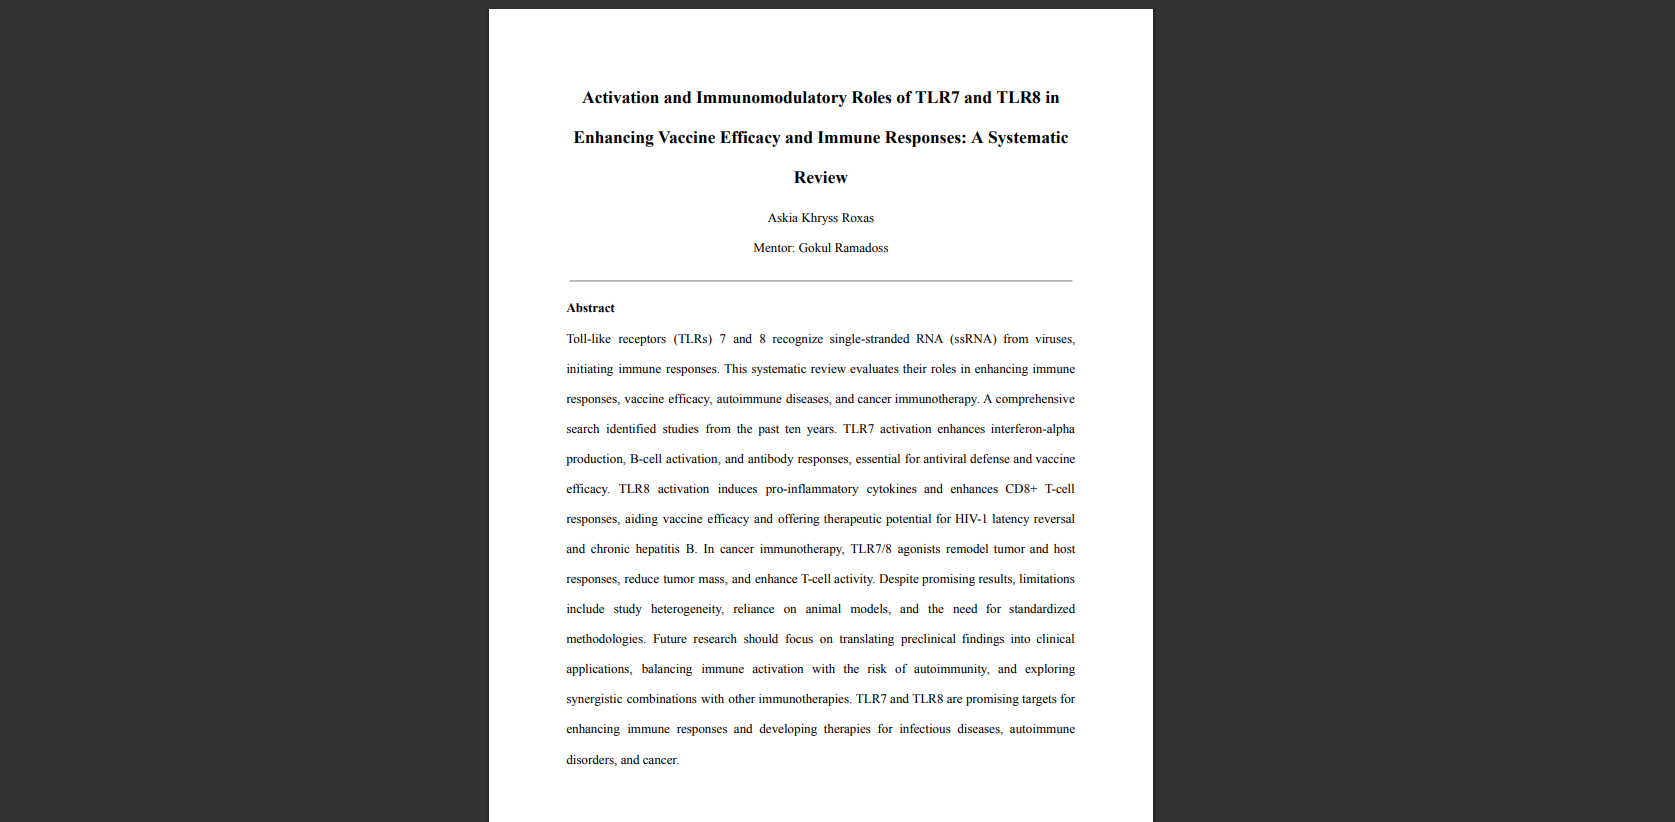 Activation and Immunomodulatory Roles of TLR7 and TLR8 in
Enhancing Vaccine Efficacy and Immune Responses: A Systematic
Review
Askia Khryss Roxas
Mentor: Gokul Ramadoss
Abstract
Toll-like receptors (TLRs) 7 and 8 recognize single-stranded RNA (ssRNA) from viruses,
initiating immune responses. This systematic review evaluates their roles in enhancing immune
responses, vaccine efficacy, autoimmune diseases, and cancer immunotherapy. A comprehensive
search identified studies from the past ten years. TLR7 activation enhances interferon-alpha
production, B-cell activation, and antibody responses, essential for antiviral defense and vaccine
efficacy. TLR8 activation induces pro-inflammatory cytokines and enhances CD8+ T-cell
responses, aiding vaccine efficacy and offering therapeutic potential for HIV-1 latency reversal
and chronic hepatitis B. In cancer immunotherapy, TLR7/8 agonists remodel tumor and host
responses, reduce tumor mass, and enhance T-cell activity. Despite promising results, limitations
include study heterogeneity, reliance on animal models, and the need for standardized
methodologies. Future research should focus on translating preclinical findings into clinical
applications, balancing immune activation with the risk of autoimmunity, and exploring
synergistic combinations with other immunotherapies. TLR7 and TLR8 are promising targets for
enhancing immune responses and developing therapies for infectious diseases, autoimmune
disorders, and cancer.